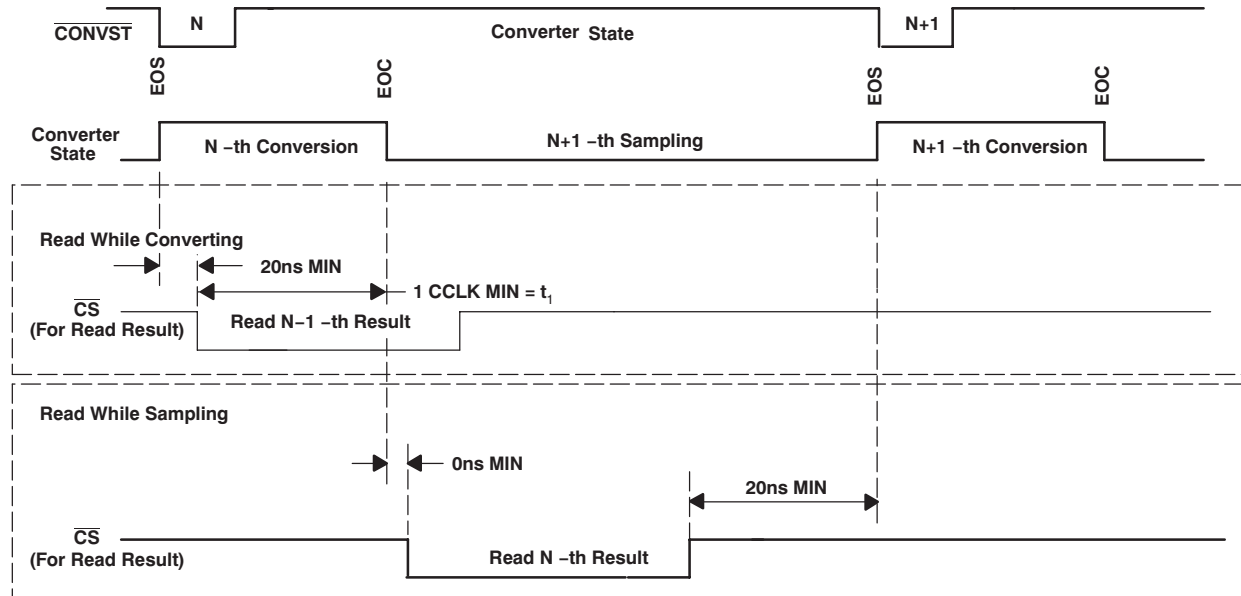 CONVST
N
Converter State
N+1
EOS
EOC
EOS
EOC
Converter
State
N −th Conversion
N+1 −th Sampling
N+1 −th Conversion
Read While Converting
20ns MIN
1 CCLK MIN = t1
CS
(For Read Result)
Read N−1 −th Result
Read While Sampling
0ns MIN
20ns MIN
CS
(For Read Result)
Read N −th Result